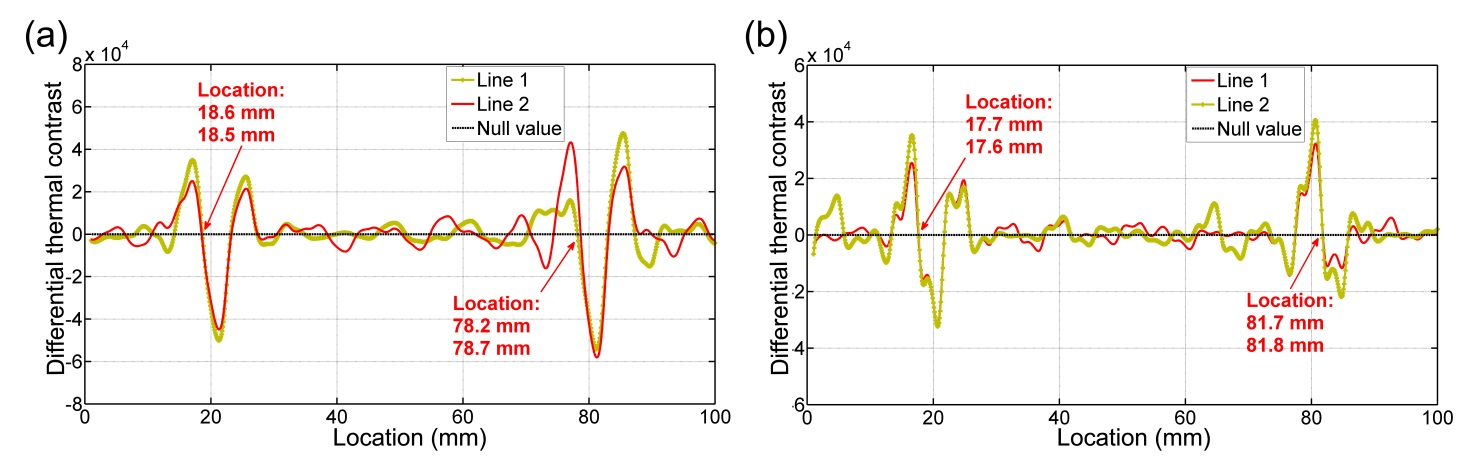 (a)
x 10⁴
Differential thermal contrast
8
6
4
2
0
-2
-4
-6
-8
0
20
40
60
80
100
Location (mm)
Line 1
Line 2
Null value
Location:
18.6 mm
18.5 mm
Location:
78.2 mm
78.7 mm
(b)
x 10⁴
Differential thermal contrast
6
4
2
0
-2
-4
-6
0
20
40
60
80
100
Location (mm)
Line 1
Line 2
Null value
Location:
17.7 mm
17.6 mm
Location:
81.7 mm
81.8 mm